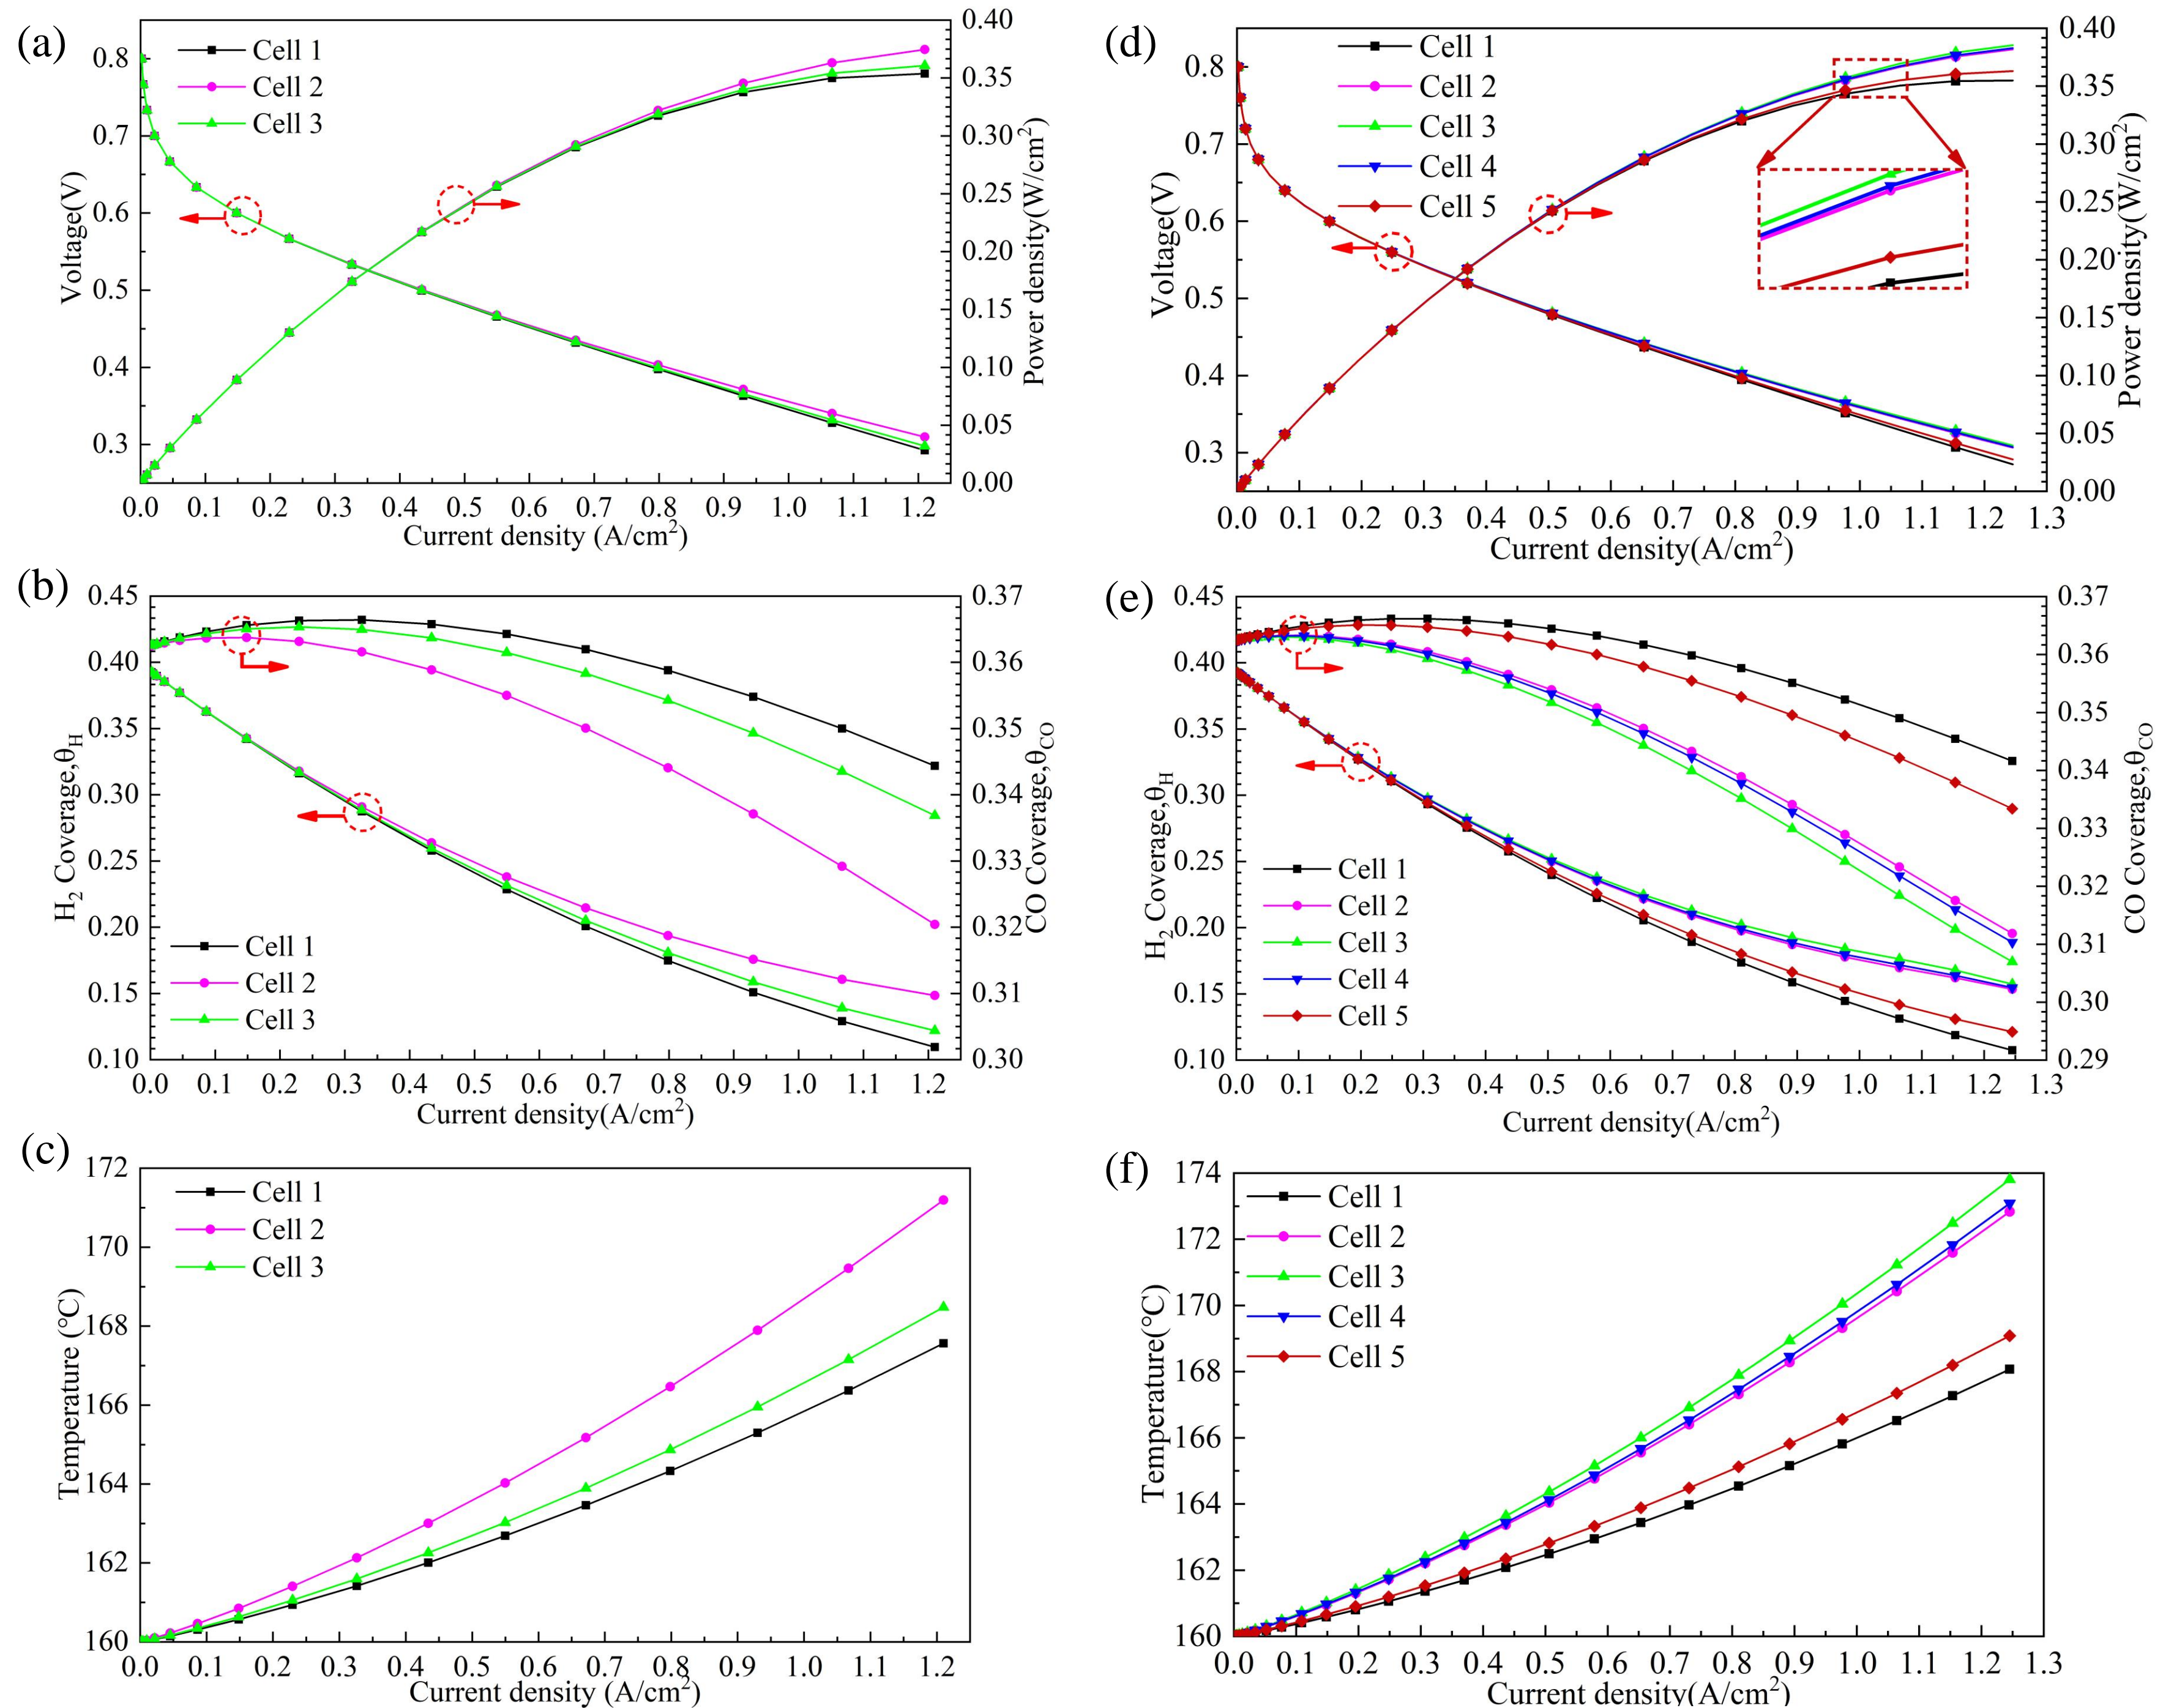 (a)
Cell 1
Cell 2
Cell 3
Voltage(V)
0.8
0.7
0.6
0.5
0.4
0.3
0.40
0.35
0.30
0.25
0.20
0.15
0.10
0.05
0.00
Power density(W/cm²)
0.0 0.1 0.2 0.3 0.4 0.5 0.6 0.7 0.8 0.9 1.0 1.1 1.2
Current density (A/cm²)
(d)
Cell 1
Cell 2
Cell 3
Cell 4
Cell 5
Voltage(V)
0.8
0.7
0.6
0.5
0.4
0.3
0.40
0.35
0.30
0.25
0.20
0.15
0.10
0.05
0.00
Power density(W/cm²)
0.0 0.1 0.2 0.3 0.4 0.5 0.6 0.7 0.8 0.9 1.0 1.1 1.2 1.3
Current density(A/cm²)
(b)
H₂ Coverage,θH
0.45
0.40
0.35
0.30
0.25
0.20
0.15
0.10
Cell 1
Cell 2
Cell 3
0.37
0.36
0.35
0.34
0.33
0.32
0.31
0.30
CO Coverage,θCO
0.0 0.1 0.2 0.3 0.4 0.5 0.6 0.7 0.8 0.9 1.0 1.1 1.2
Current density(A/cm²)
(e)
H₂ Coverage,θH
0.45
0.40
0.35
0.30
0.25
0.20
0.15
0.10
Cell 1
Cell 2
Cell 3
Cell 4
Cell 5
0.37
0.36
0.35
0.34
0.33
0.32
0.31
0.30
0.29
CO Coverage,θCO
0.0 0.1 0.2 0.3 0.4 0.5 0.6 0.7 0.8 0.9 1.0 1.1 1.2 1.3
Current density(A/cm²)
(c)
Cell 1
Cell 2
Cell 3
Temperature (°C)
172
170
168
166
164
162
160
0.0 0.1 0.2 0.3 0.4 0.5 0.6 0.7 0.8 0.9 1.0 1.1 1.2
Current density (A/cm²)
(f)
Cell 1
Cell 2
Cell 3
Cell 4
Cell 5
Temperature(°C)
174
172
170
168
166
164
162
160
0.0 0.1 0.2 0.3 0.4 0.5 0.6 0.7 0.8 0.9 1.0 1.1 1.2 1.3
Current density(A/cm²)